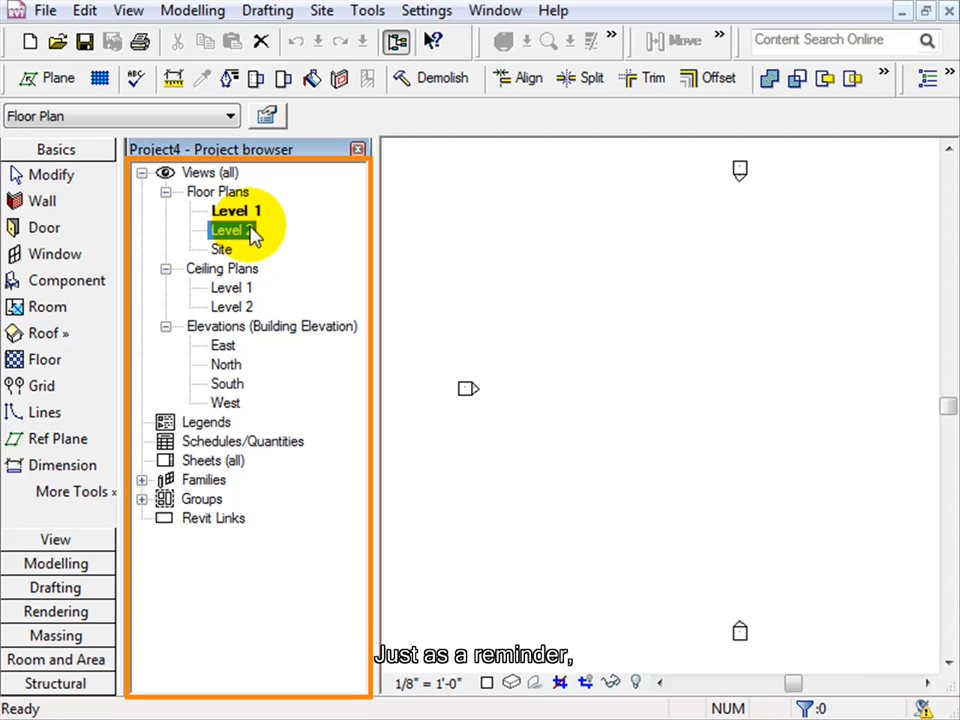 File Edit View Modelling Drafting Site Tools Settings Window Help
Move Content Search Online
Plane Demolish Align Split Trim Offset
Floor Plan
Basics
Modify
Wall
Door
Window
Component
Room
Roof »
Floor
Grid
Lines
Ref Plane
Dimension
More Tools »
View
Modelling
Drafting
Rendering
Massing
Room and Area
Structural
Project4 - Project browser
Views (all)
Floor Plans
Level 1
Level 2
Site
Ceiling Plans
Level 1
Level 2
Elevations (Building Elevation)
East
North
South
West
Legends
Schedules/Quantities
Sheets (all)
Families
Groups
Revit Links
Just as a reminder,
1/8" = 1'-0"
Ready NUM :0